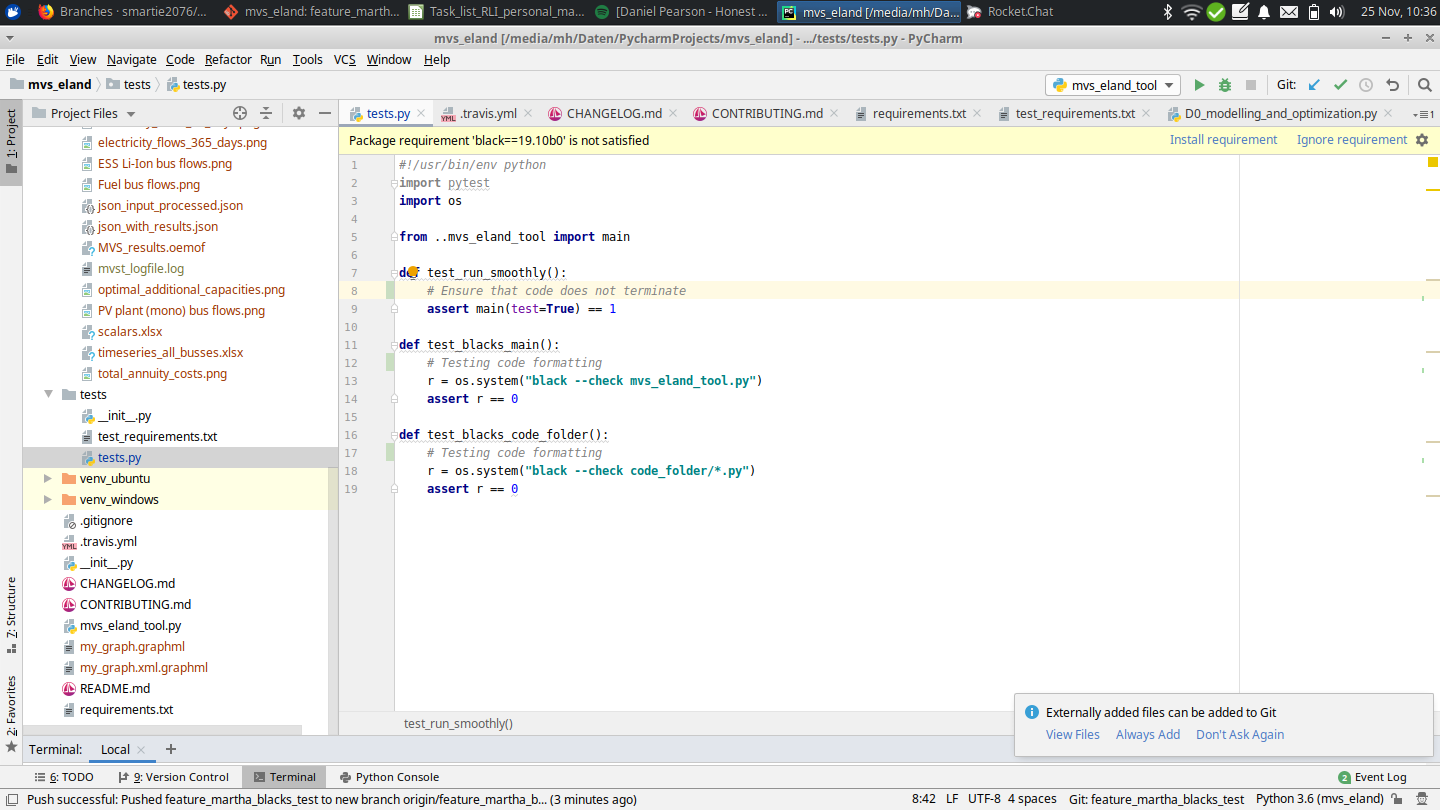 Branches · smartie2076/...
mvs_eland: feature_marth...
Task_list_RLI_personal_ma...
[Daniel Pearson - Honest ...
mvs_eland [/media/mh/Da...
Rocket.Chat
25 Nov, 10:36
mvs_eland [/media/mh/Daten/PycharmProjects/mvs_eland] - .../tests/tests.py - PyCharm
File Edit View Navigate Code Refactor Run Tools VCS Window Help
mvs_eland tests tests.py
mvs_eland_tool
Git:
1: Project
Project Files
tests.py
.travis.yml
CHANGELOG.md
CONTRIBUTING.md
requirements.txt
test_requirements.txt
D0_modelling_and_optimization.py
1
Package requirement 'black==19.10b0' is not satisfied
Install requirement
Ignore requirement
electricity_flows_365_days.png
ESS Li-Ion bus flows.png
Fuel bus flows.png
json_input_processed.json
json_with_results.json
MVS_results.oemof
mvst_logfile.log
optimal_additional_capacities.png
PV plant (mono) bus flows.png
scalars.xlsx
timeseries_all_busses.xlsx
total_annuity_costs.png
tests
__init__.py
test_requirements.txt
tests.py
venv_ubuntu
venv_windows
.gitignore
.travis.yml
__init__.py
CHANGELOG.md
CONTRIBUTING.md
mvs_eland_tool.py
my_graph.graphml
my_graph.xml.graphml
README.md
requirements.txt
1 #!/usr/bin/env python
2 import pytest
3 import os
4
5 from ..mvs_eland_tool import main
6
7 def test_run_smoothly():
8 # Ensure that code does not terminate
9 assert main(test=True) == 1
10
11 def test_blacks_main():
12 # Testing code formatting
13 r = os.system("black --check mvs_eland_tool.py")
14 assert r == 0
15
16 def test_blacks_code_folder():
17 # Testing code formatting
18 r = os.system("black --check code_folder/*.py")
19 assert r == 0
test_run_smoothly()
7: Structure
2: Favorites
Externally added files can be added to Git
View Files Always Add Don't Ask Again
Terminal: Local
6: TODO 9: Version Control Terminal Python Console
2 Event Log
Push successful: Pushed feature_martha_blacks_test to new branch origin/feature_martha_b... (3 minutes ago)
8:42 LF UTF-8 4 spaces Git: feature_martha_blacks_test Python 3.6 (mvs_eland)